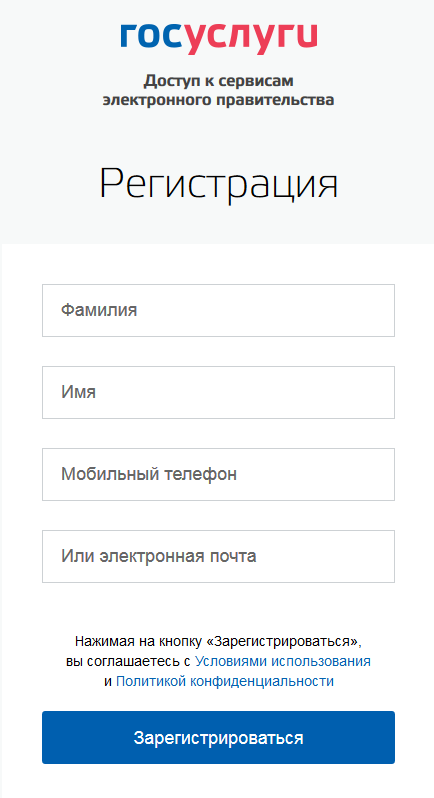 госуслуги
Доступ к сервисам
электронного правительства
Регистрация
Фамилия
Имя
Мобильный телефон
Или электронная почта
Нажимая на кнопку «Зарегистрироваться»,
вы соглашаетесь с Условиями использования
и Политикой конфиденциальности
Зарегистрироваться